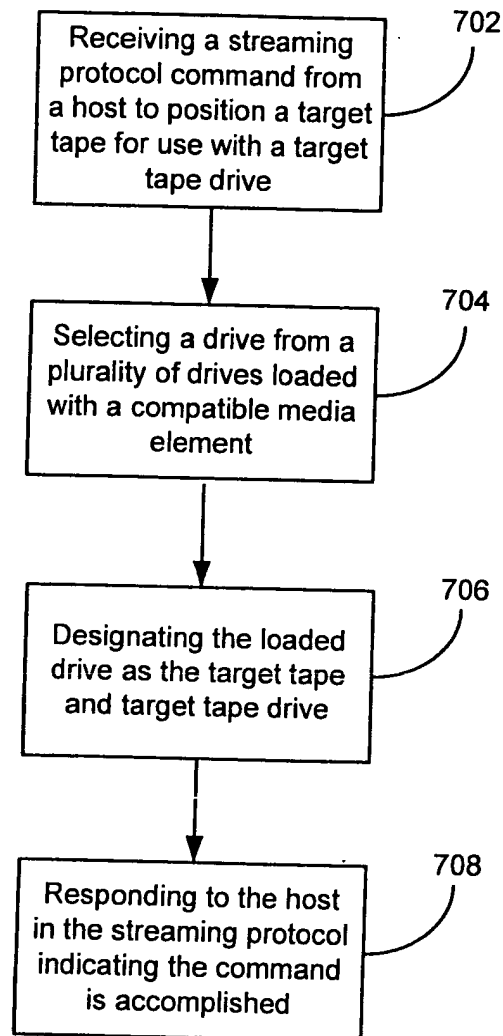 Receiving a streaming
protocol command from
a host to position a target
tape for use with a target
tape drive
702
Selecting a drive from a
plurality of drives loaded
with a compatible media
element
704
Designating the loaded
drive as the target tape
and target tape drive
706
Responding to the host
in the streaming protocol
indicating the command
is accomplished
708